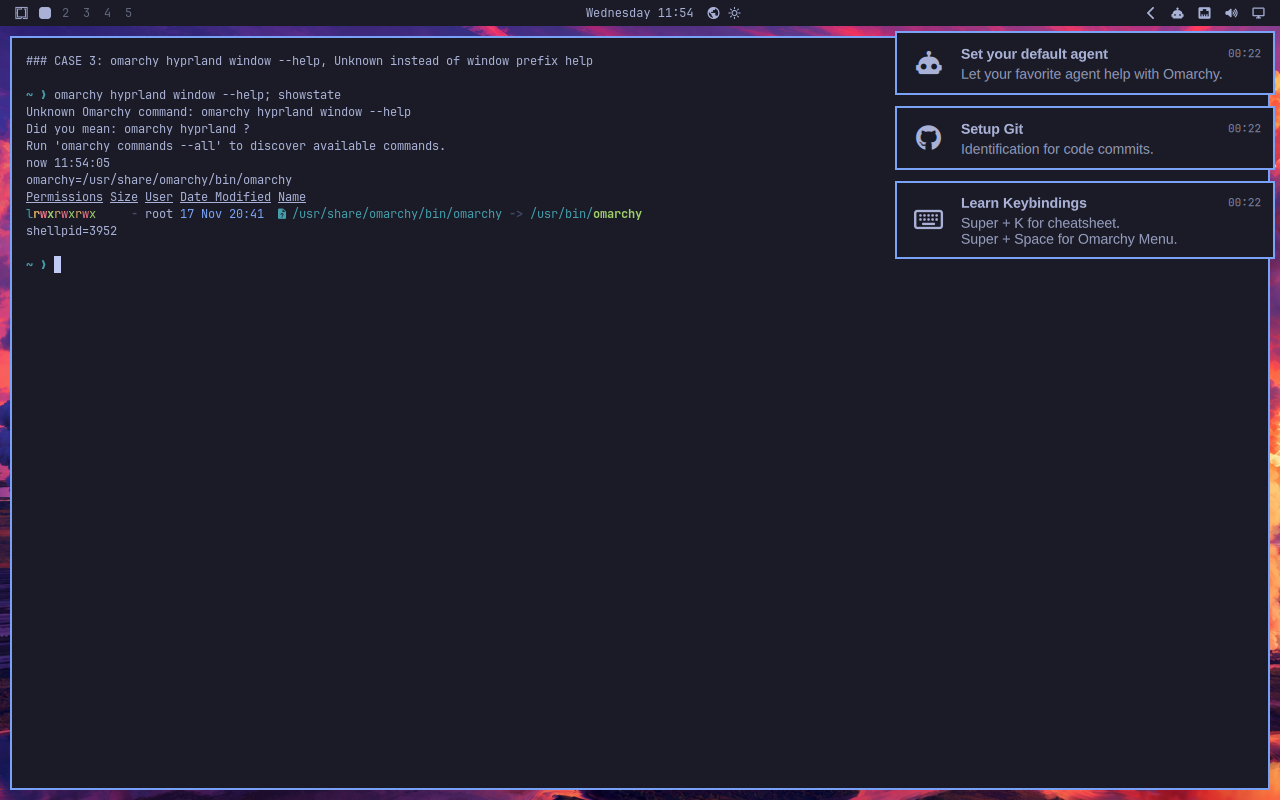 2 3 4 5
Wednesday 11:54
### CASE 3: omarchy hyprland window --help, Unknown instead of window prefix help
~ ❯ omarchy hyprland window --help; showstate
Unknown Omarchy command: omarchy hyprland window --help
Did you mean: omarchy hyprland ?
Run 'omarchy commands --all' to discover available commands.
now 11:54:05
omarchy=/usr/share/omarchy/bin/omarchy
Permissions Size User Date Modified Name
lrwxrwxrwx - root 17 Nov 20:41 /usr/share/omarchy/bin/omarchy -> /usr/bin/omarchy
shellpid=3952
~ ❯
Set your default agent 00:22
Let your favorite agent help with Omarchy.
Setup Git 00:22
Identification for code commits.
Learn Keybindings 00:22
Super + K for cheatsheet.
Super + Space for Omarchy Menu.